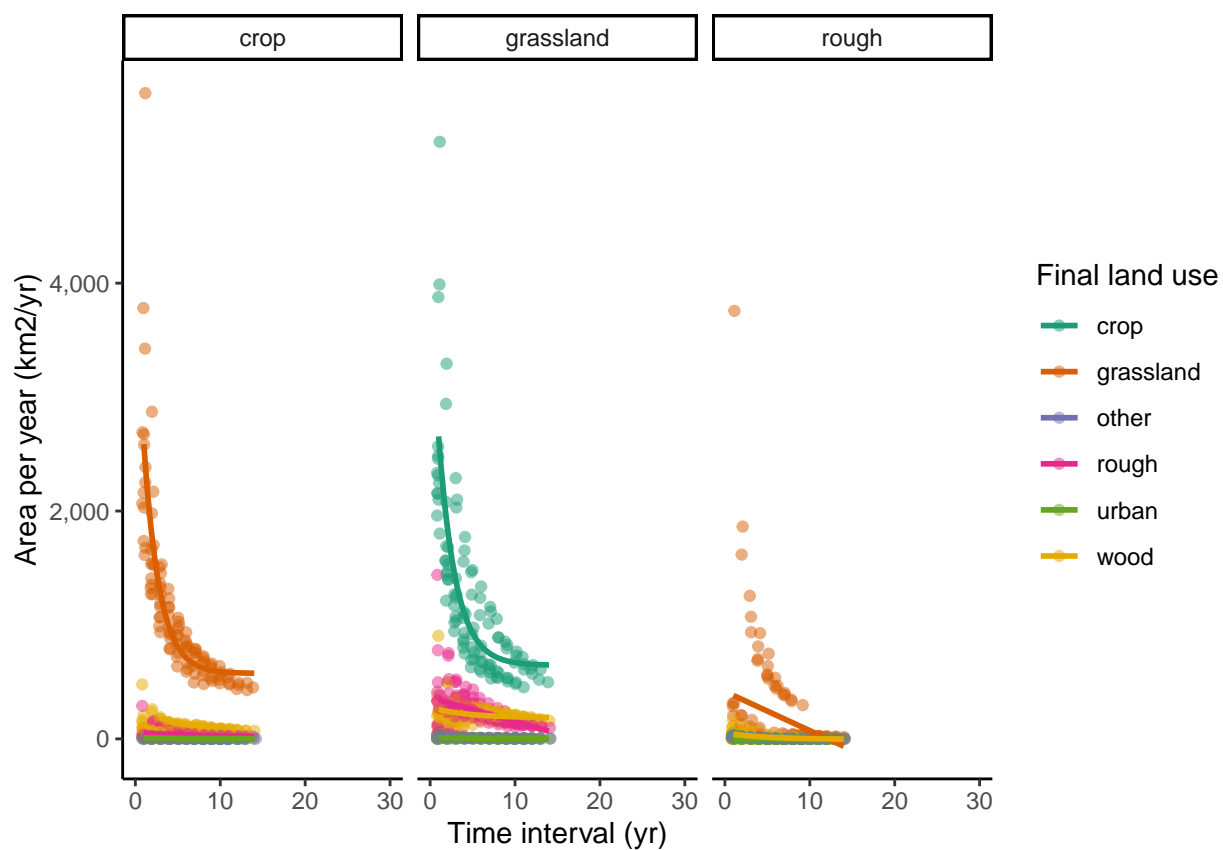 crop grassland rough
Area per year (km2/yr)
4,000
2,000
0
0 10 20 30 0 10 20 30 0 10 20 30
Time interval (yr)
Final land use
crop
grassland
other
rough
urban
wood